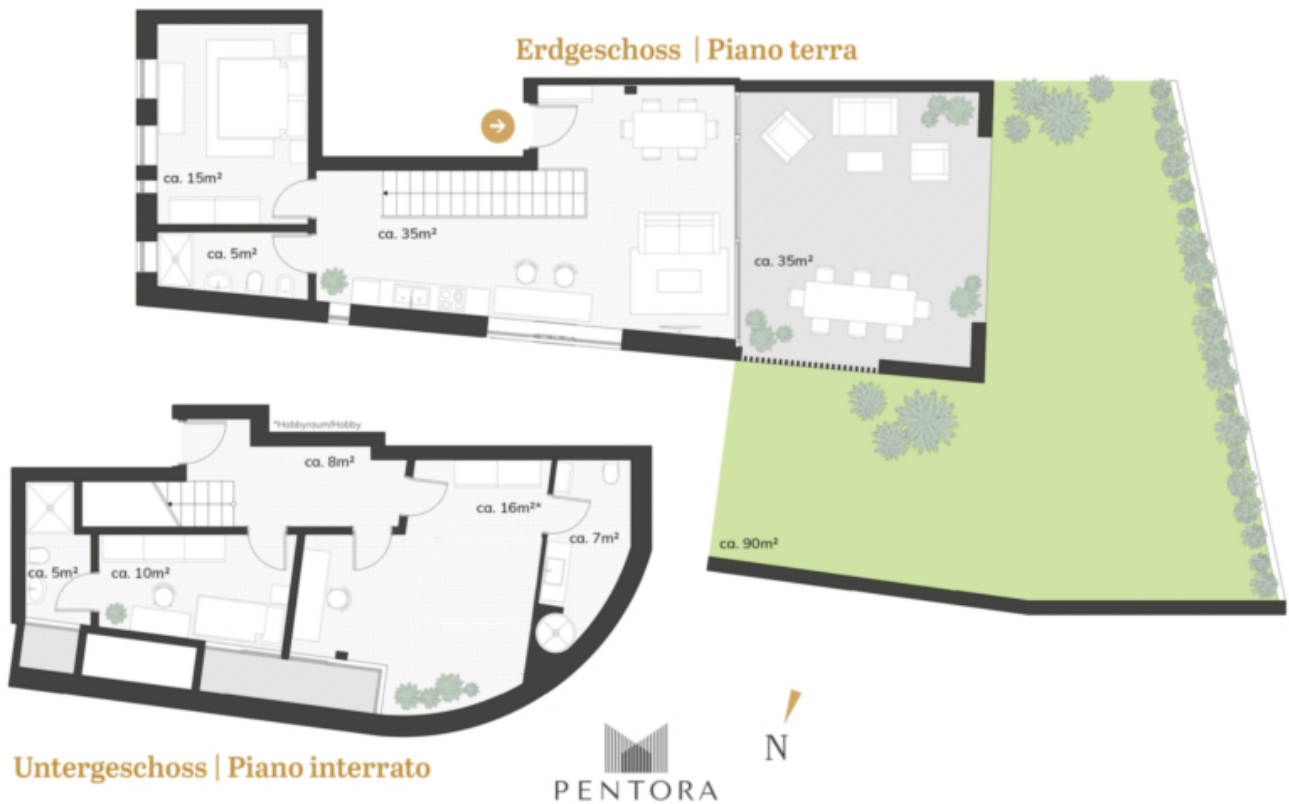 Erdgeschoss | Piano terra
ca. 15m²
ca. 5m²
ca. 35m²
ca. 35m²
ca. 90m²
*Hobbyraum/Hobby
ca. 8m²
ca. 16m²*
ca. 7m²
ca. 5m²
ca. 10m²
Untergeschoss | Piano interrato
N
PENTORA